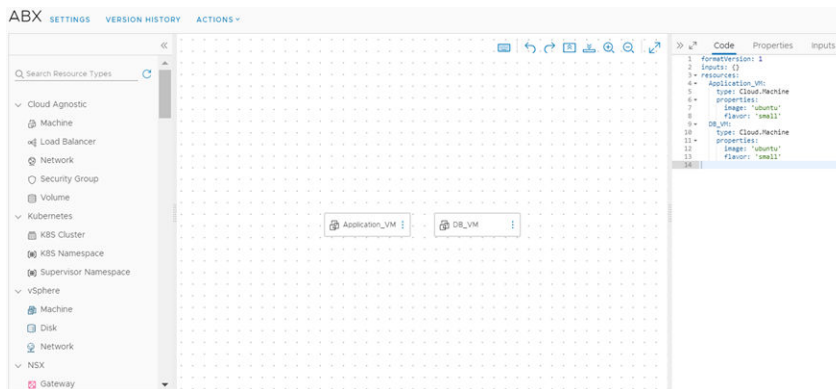 ABX SETTINGS VERSION HISTORY ACTIONS
Search Resource Types
Cloud Agnostic
Machine
Load Balancer
Network
Security Group
Volume
Kubernetes
K8S Cluster
K8S Namespace
Supervisor Namespace
vSphere
Machine
Disk
Network
NSX
Gateway
Application_VM
DB_VM
Code Properties Inputs
1 formatVersion: 1
2 inputs: {}
3 resources:
4 Application_VM:
5 type: Cloud.Machine
6 properties:
7 image: 'ubuntu'
8 flavor: 'small'
9 DB_VM:
10 type: Cloud.Machine
11 properties:
12 image: 'ubuntu'
13 flavor: 'small'
14